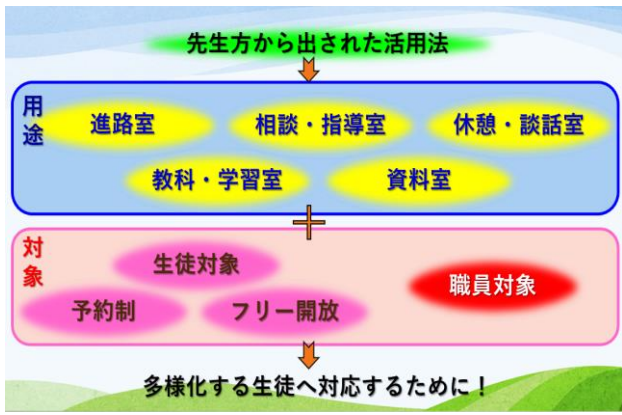 先生方から出された活用法
用途
進路室
相談・指導室
休憩・談話室
教科・学習室
資料室
対象
生徒対象
職員対象
予約制
フリー開放
多様化する生徒へ対応するために！